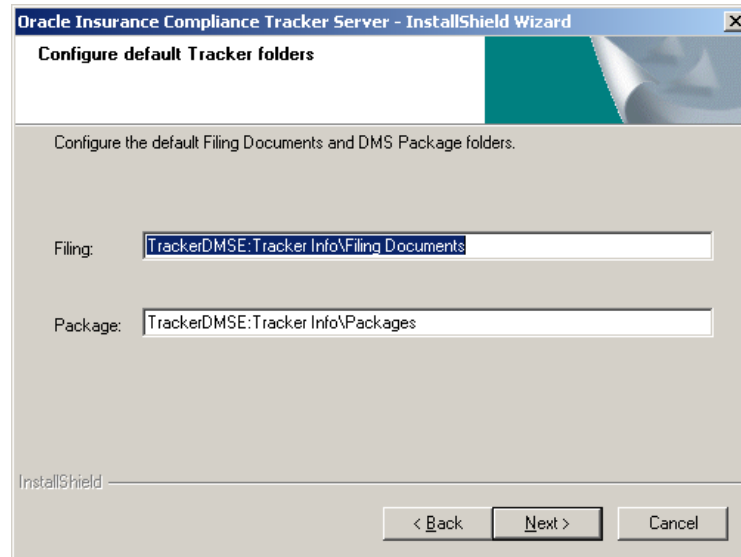 Oracle Insurance Compliance Tracker Server - InstallShield Wizard
Configure default Tracker folders
Configure the default Filing Documents and DMS Package folders.
Filing: TrackerDMSE:Tracker Info\Filing Documents
Package: TrackerDMSE:Tracker Info\Packages
InstallShield
< Back Next > Cancel